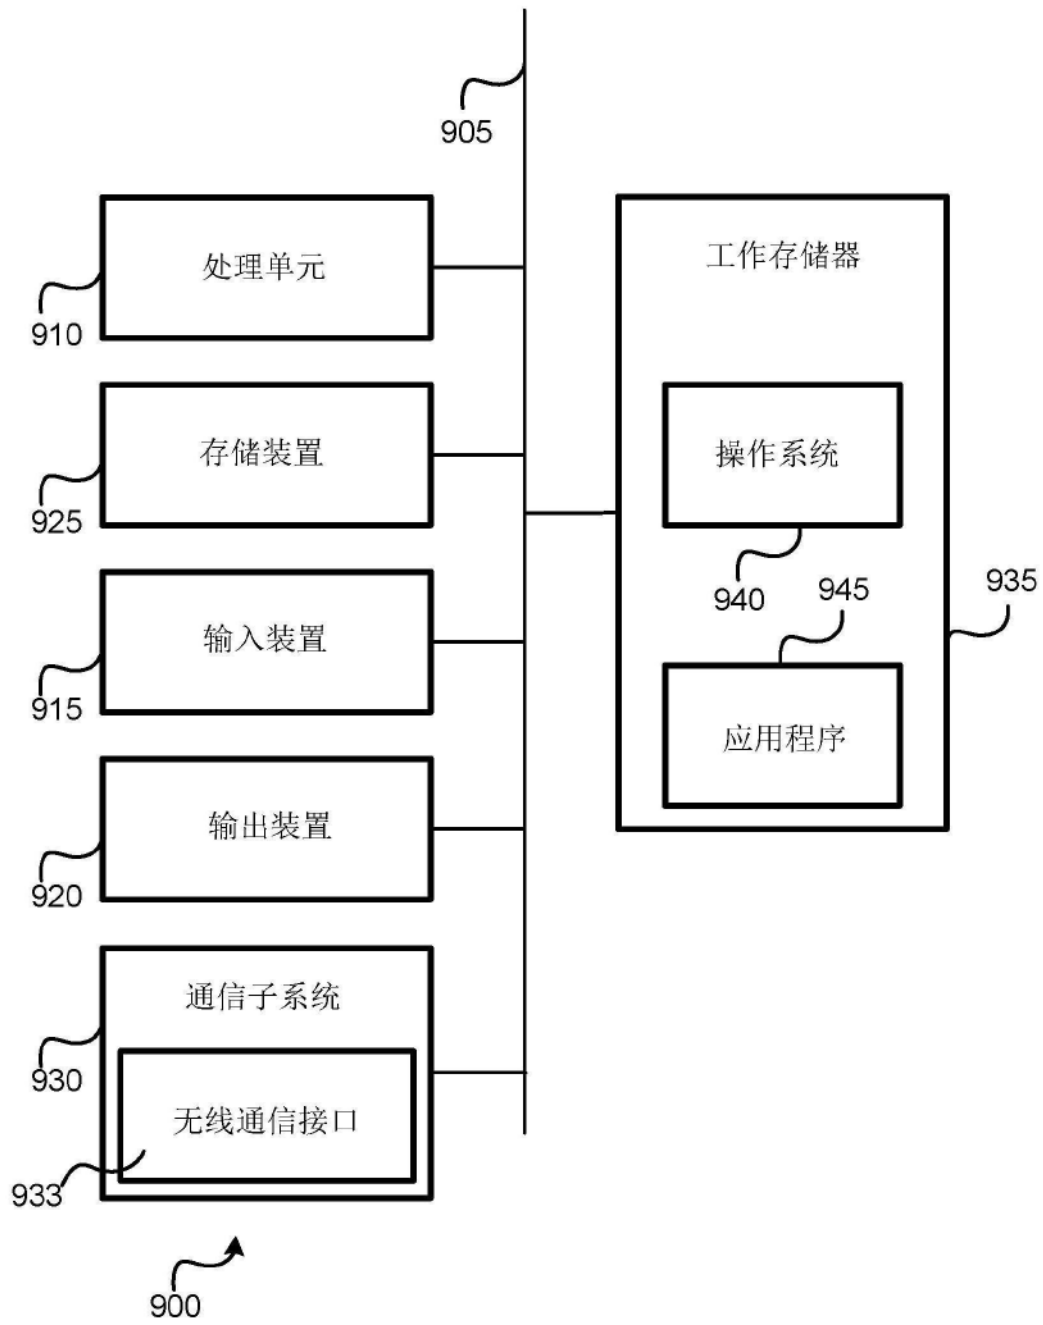 905
处理单元
910
工作存储器
存储装置
925
操作系统
940
输入装置
915
945
935
应用程序
输出装置
920
通信子系统
930
无线通信接口
933
900